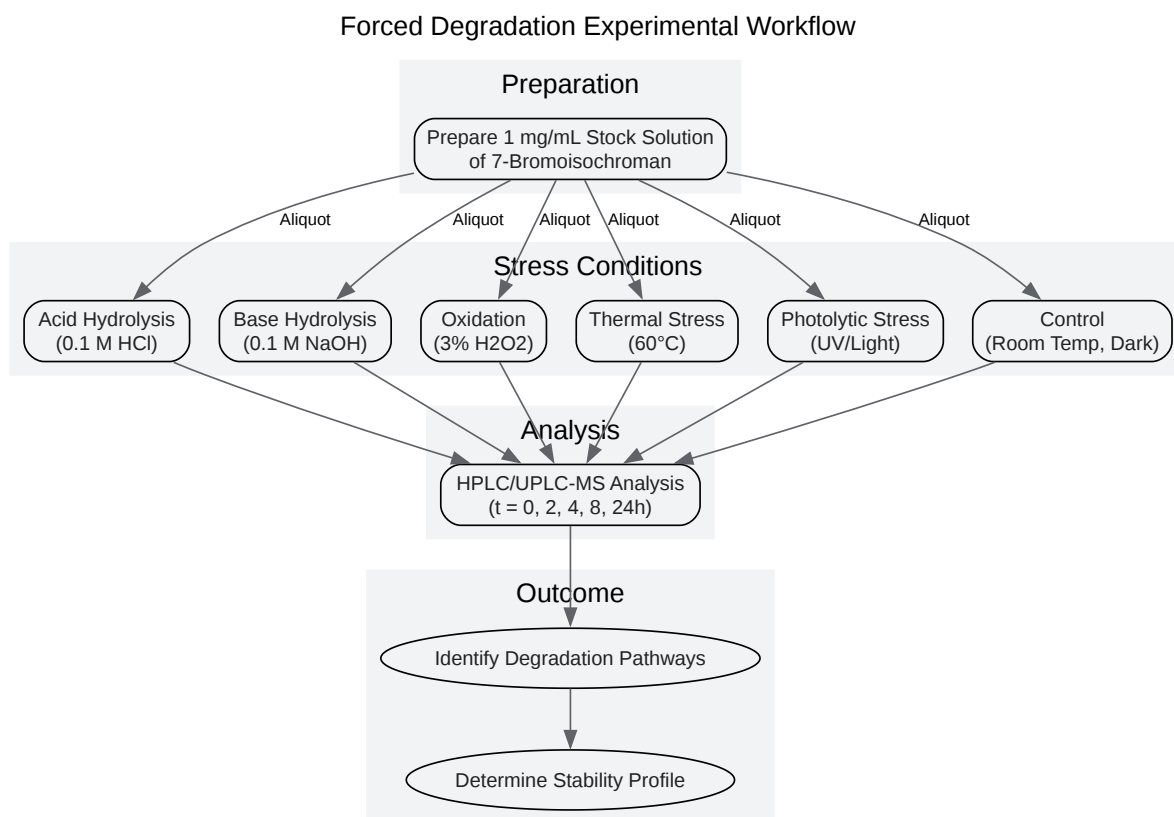 Forced Degradation Experimental Workflow
Preparation
Prepare 1 mg/mL Stock Solution
of 7-Bromoisochroman
Aliquot
Aliquot
Aliquot
Aliquot
Aliquot
Aliquot
Stress Conditions
Acid Hydrolysis
(0.1 M HCl)
Base Hydrolysis
(0.1 M NaOH)
Oxidation
(3% H2O2)
Thermal Stress
(60°C)
Photolytic Stress
(UV/Light)
Control
(Room Temp, Dark)
Analysis
HPLC/UPLC-MS Analysis
(t = 0, 2, 4, 8, 24h)
Outcome
Identify Degradation Pathways
Determine Stability Profile